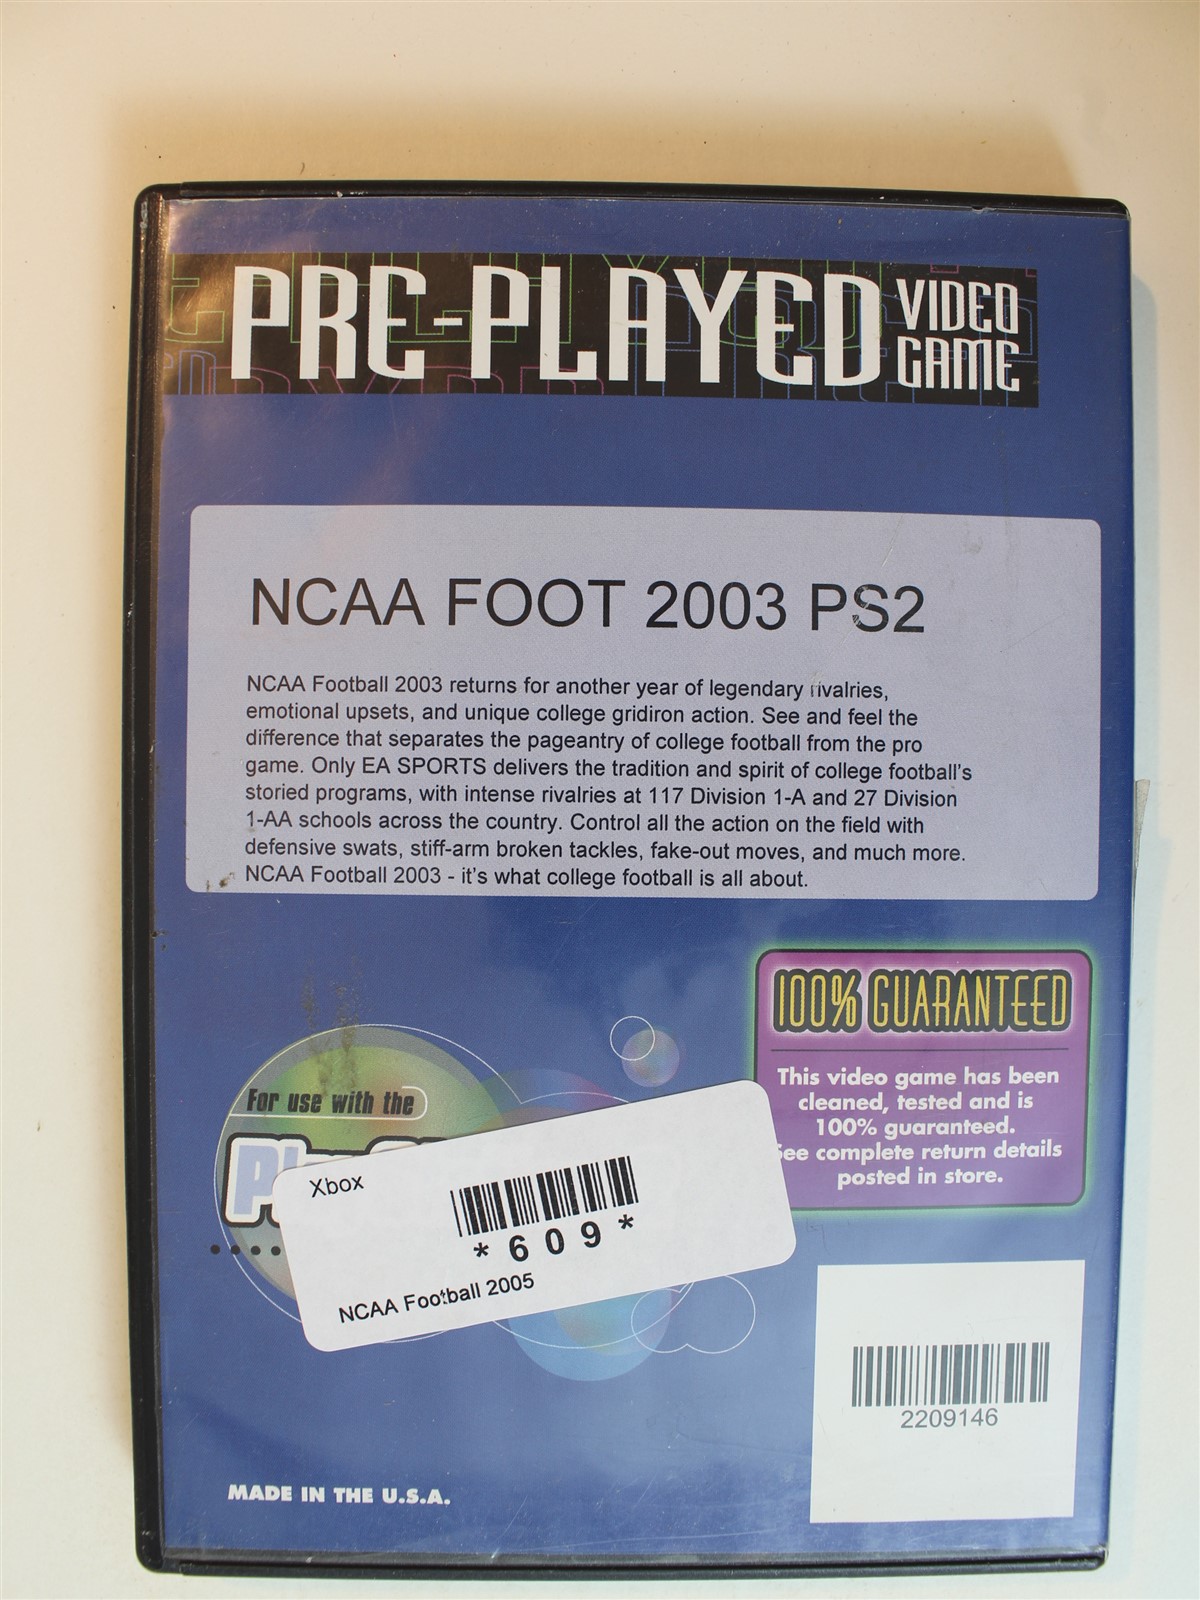 PRE-PLAYED VIDEO GAME
NCAA FOOT 2003 PS2
NCAA Football 2003 returns for another year of legendary rivalries,
emotional upsets, and unique college gridiron action. See and feel the
difference that separates the pageantry of college football from the pro
game. Only EA SPORTS delivers the tradition and spirit of college football's
storied programs, with intense rivalries at 117 Division 1-A and 27 Division
1-AA schools across the country. Control all the action on the field with
defensive swats, stiff-arm broken tackles, fake-out moves, and much more.
NCAA Football 2003 - it's what college football is all about.
100% GUARANTEED
This video game has been
cleaned, tested and is
100% guaranteed.
See complete return details
posted in store.
For use with the
Xbox
*609*
NCAA Football 2005
2209146
MADE IN THE U.S.A.